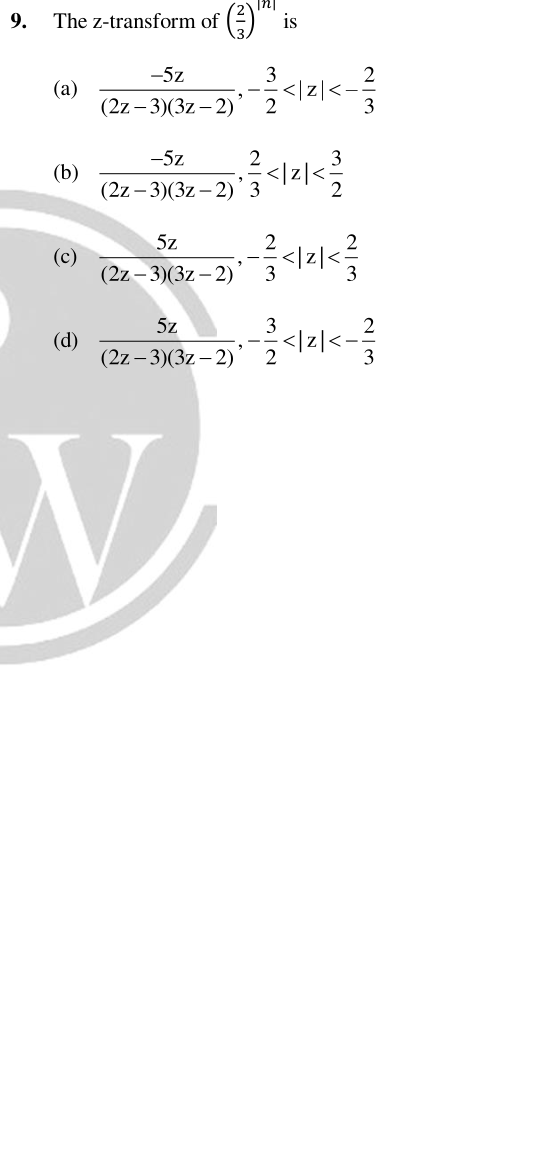 9. The z-transform of (2/3)^|n| is
(a) −5z / (2z−3)(3z−2), −3/2 <|z|< −2/3
(b) −5z / (2z−3)(3z−2), 2/3 <|z|< 3/2
(c) 5z / (2z−3)(3z−2), −2/3 <|z|< 2/3
(d) 5z / (2z−3)(3z−2), −3/2 <|z|< −2/3
W